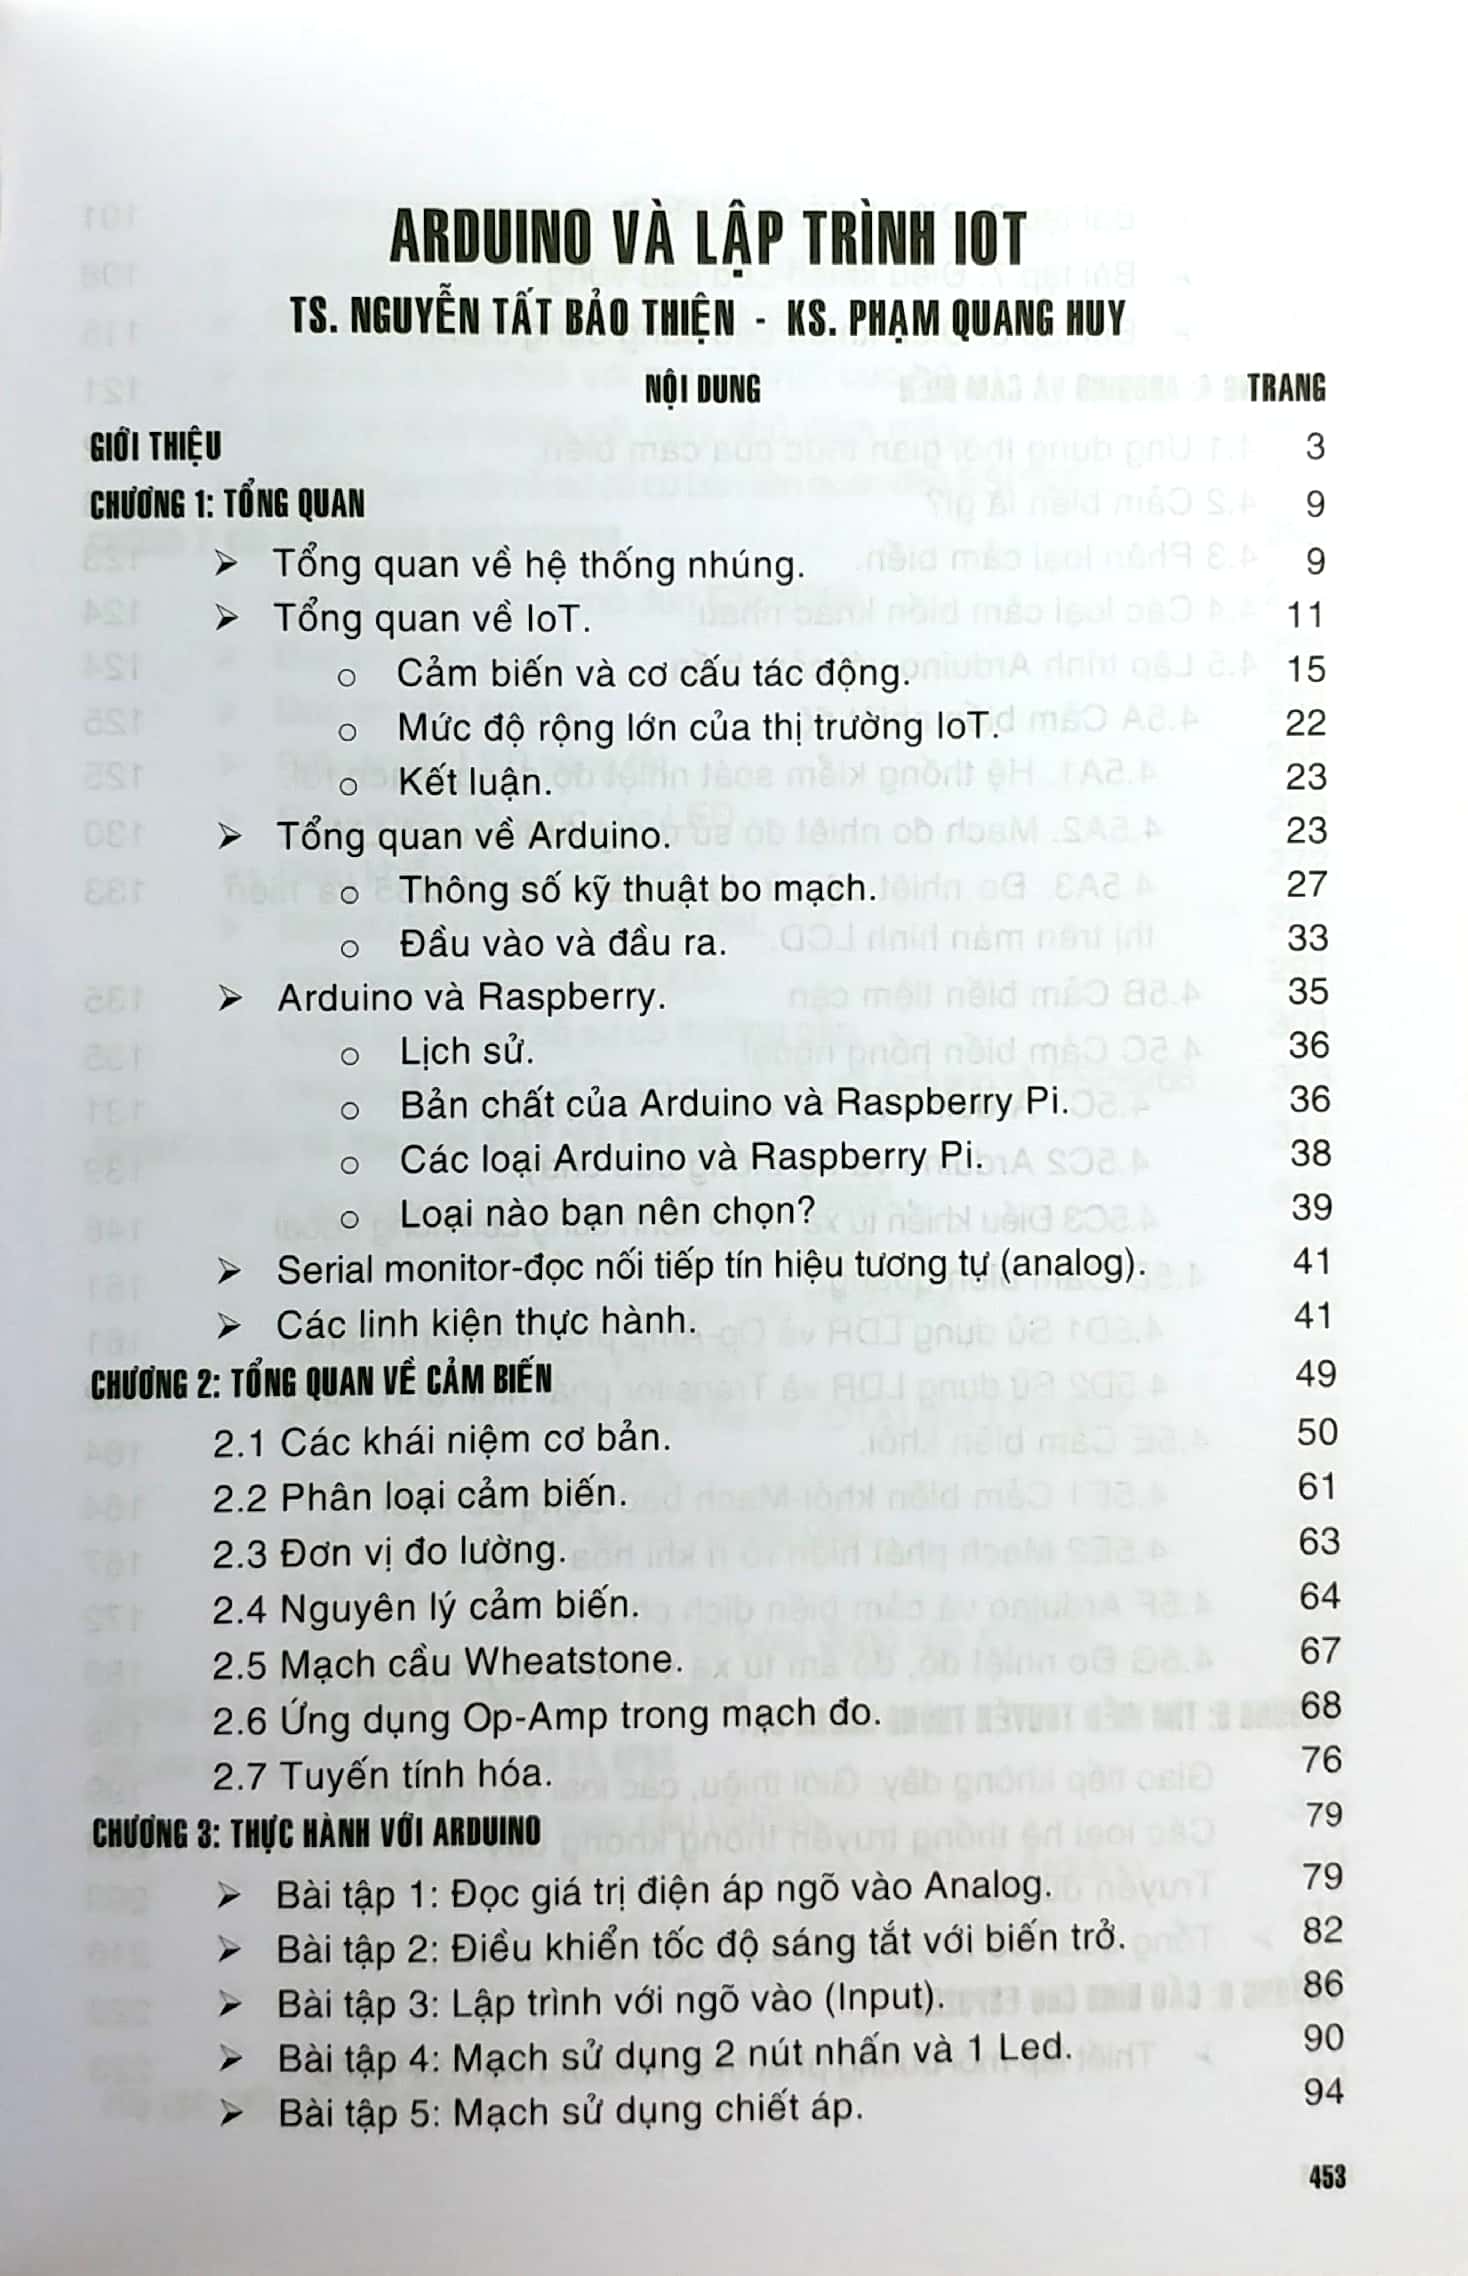 ARDUINO VÀ LẬP TRÌNH IOT
TS. NGUYỄN TẤT BẢO THIỆN - KS. PHẠM QUANG HUY
NỘI DUNG TRANG
GIỚI THIỆU 3
CHƯƠNG 1: TỔNG QUAN 9
➢ Tổng quan về hệ thống nhúng. 9
➢ Tổng quan về IoT. 11
○ Cảm biến và cơ cấu tác động. 15
○ Mức độ rộng lớn của thị trường IoT. 22
○ Kết luận. 23
➢ Tổng quan về Arduino. 23
○ Thông số kỹ thuật bo mạch. 27
○ Đầu vào và đầu ra. 33
➢ Arduino và Raspberry. 35
○ Lịch sử. 36
○ Bản chất của Arduino và Raspberry Pi. 36
○ Các loại Arduino và Raspberry Pi. 38
○ Loại nào bạn nên chọn? 39
➢ Serial monitor-đọc nối tiếp tín hiệu tương tự (analog). 41
➢ Các linh kiện thực hành. 41
CHƯƠNG 2: TỔNG QUAN VỀ CẢM BIẾN 49
2.1 Các khái niệm cơ bản. 50
2.2 Phân loại cảm biến. 61
2.3 Đơn vị đo lường. 63
2.4 Nguyên lý cảm biến. 64
2.5 Mạch cầu Wheatstone. 67
2.6 Ứng dụng Op-Amp trong mạch đo. 68
2.7 Tuyến tính hóa. 76
CHƯƠNG 3: THỰC HÀNH VỚI ARDUINO 79
➢ Bài tập 1: Đọc giá trị điện áp ngõ vào Analog. 79
➢ Bài tập 2: Điều khiển tốc độ sáng tắt với biến trở. 82
➢ Bài tập 3: Lập trình với ngõ vào (Input). 86
➢ Bài tập 4: Mạch sử dụng 2 nút nhấn và 1 Led. 90
➢ Bài tập 5: Mạch sử dụng chiết áp. 94
453